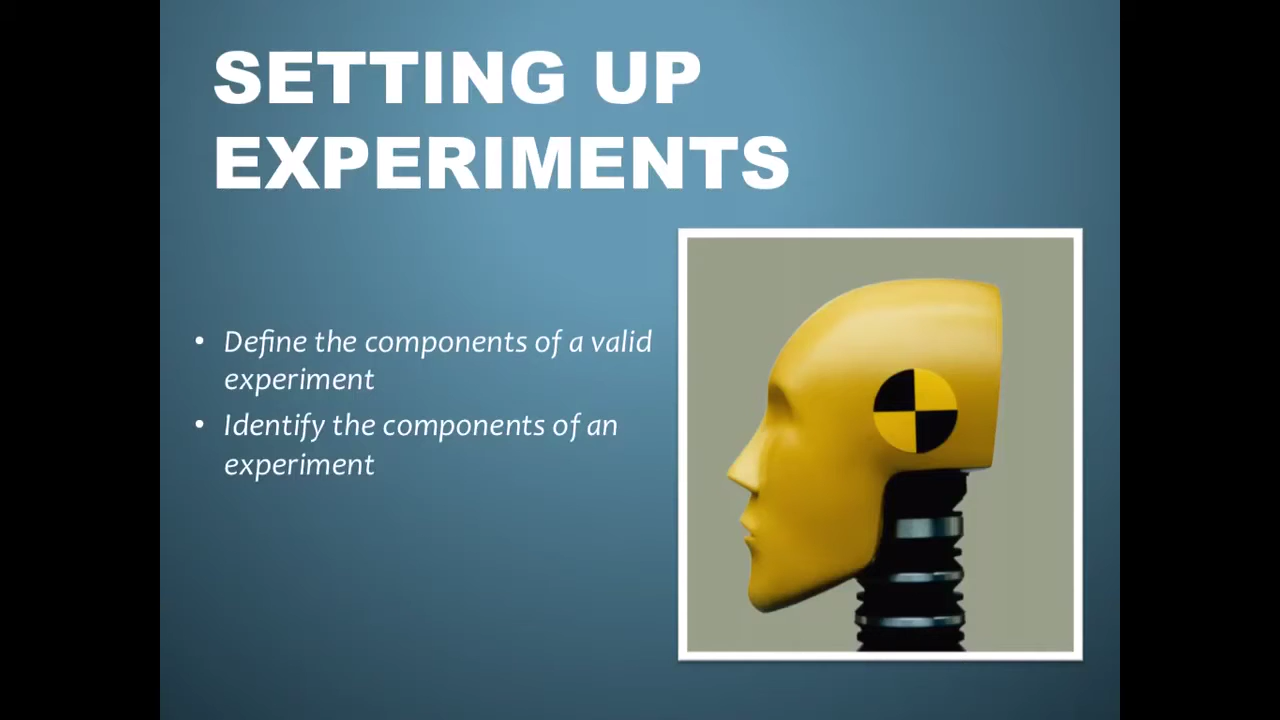 SETTING UP
EXPERIMENTS
• Define the components of a valid
experiment
• Identify the components of an
experiment